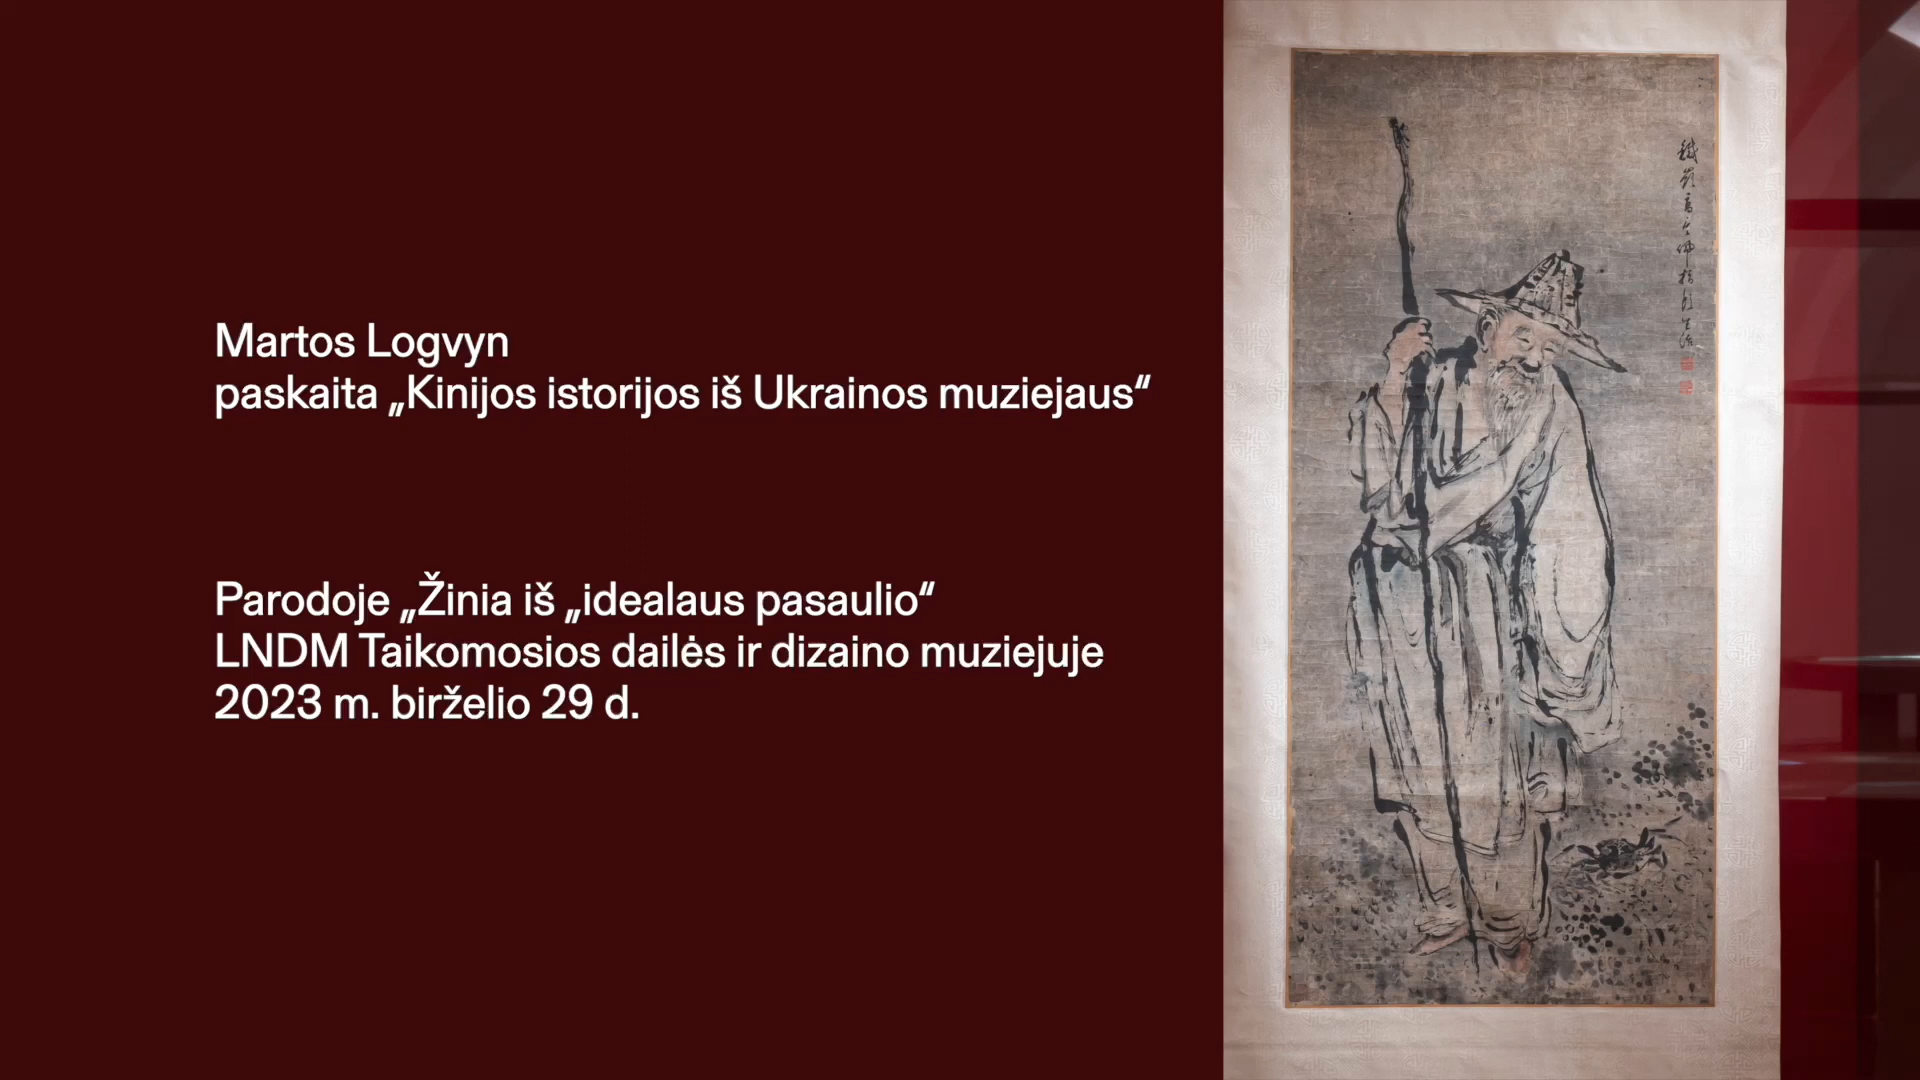 Martos Logvyn
paskaita „Kinijos istorijos iš Ukrainos muziejaus“
Parodoje „Žinia iš „idealaus pasaulio“
LNDM Taikomosios dailės ir dizaino muziejuje
2023 m. birželio 29 d.